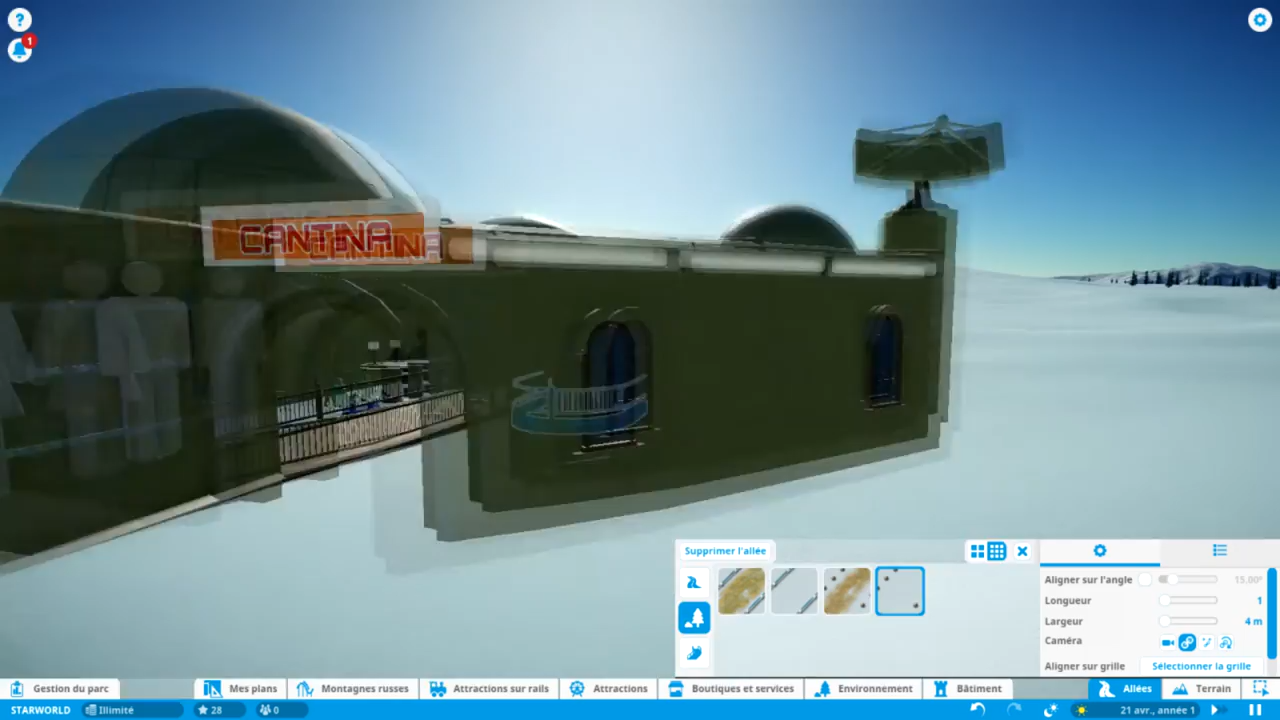 ?
1
CANTINA
Supprimer l'allée
Aligner sur l'angle 15.00°
Longueur 1
Largeur 4 m
Caméra
Aligner sur grille Sélectionner la grille
Gestion du parc Mes plans Montagnes russes Attractions sur rails Attractions Boutiques et services Environnement Bâtiment Allées Terrain
STARWORLD Illimité 28 0 21 avr., année 1